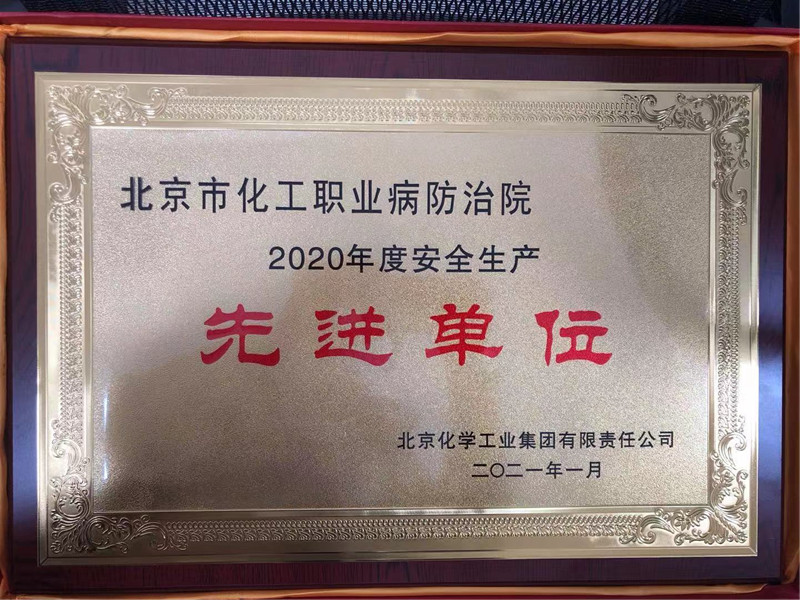 北京市化工职业病防治院
2020年度安全生产
先进单位
北京化学工业集团有限责任公司
二〇二一年一月